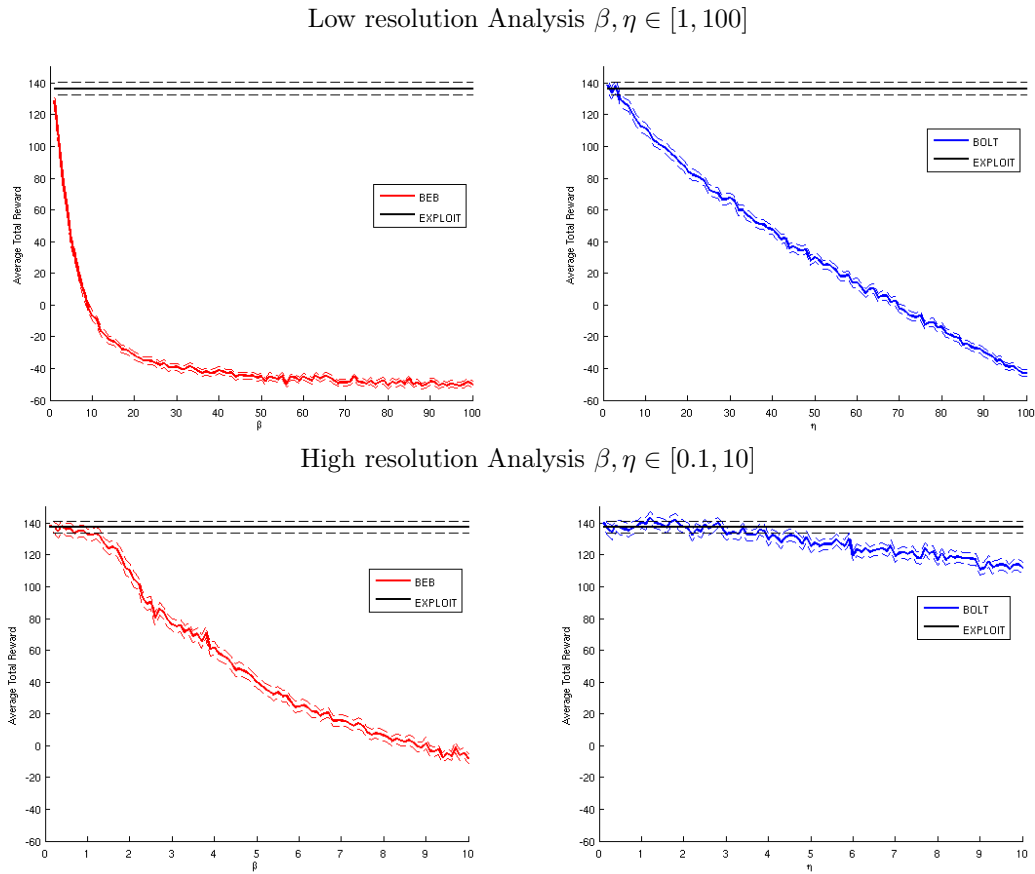 Low resolution Analysis β, η ∈ [1, 100]
140
120
100
80
60
40
20
0
-20
-40
-60
Average Total Reward
BEB
EXPLOIT
0 10 20 30 40 50 60 70 80 90 100
β
140
120
100
80
60
40
20
0
-20
-40
-60
Average Total Reward
BOLT
EXPLOIT
0 10 20 30 40 50 60 70 80 90 100
η
High resolution Analysis β, η ∈ [0.1, 10]
140
120
100
80
60
40
20
0
-20
-40
-60
Average Total Reward
BEB
EXPLOIT
0 1 2 3 4 5 6 7 8 9 10
β
140
120
100
80
60
40
20
0
-20
-40
-60
Average Total Reward
BOLT
EXPLOIT
0 1 2 3 4 5 6 7 8 9 10
η